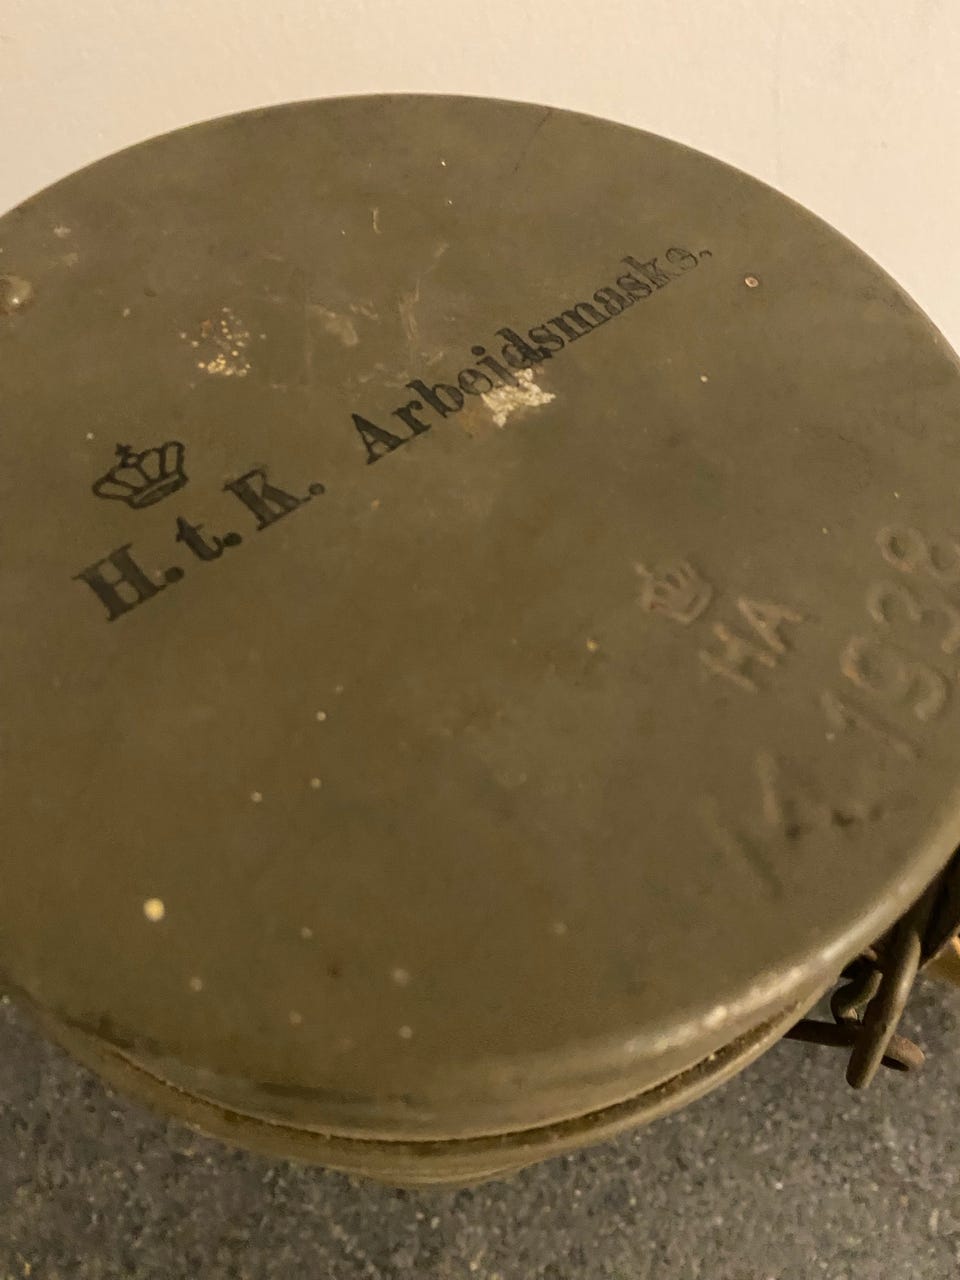 H.t.K. Arbeidsmaske.
HA
K. 1938